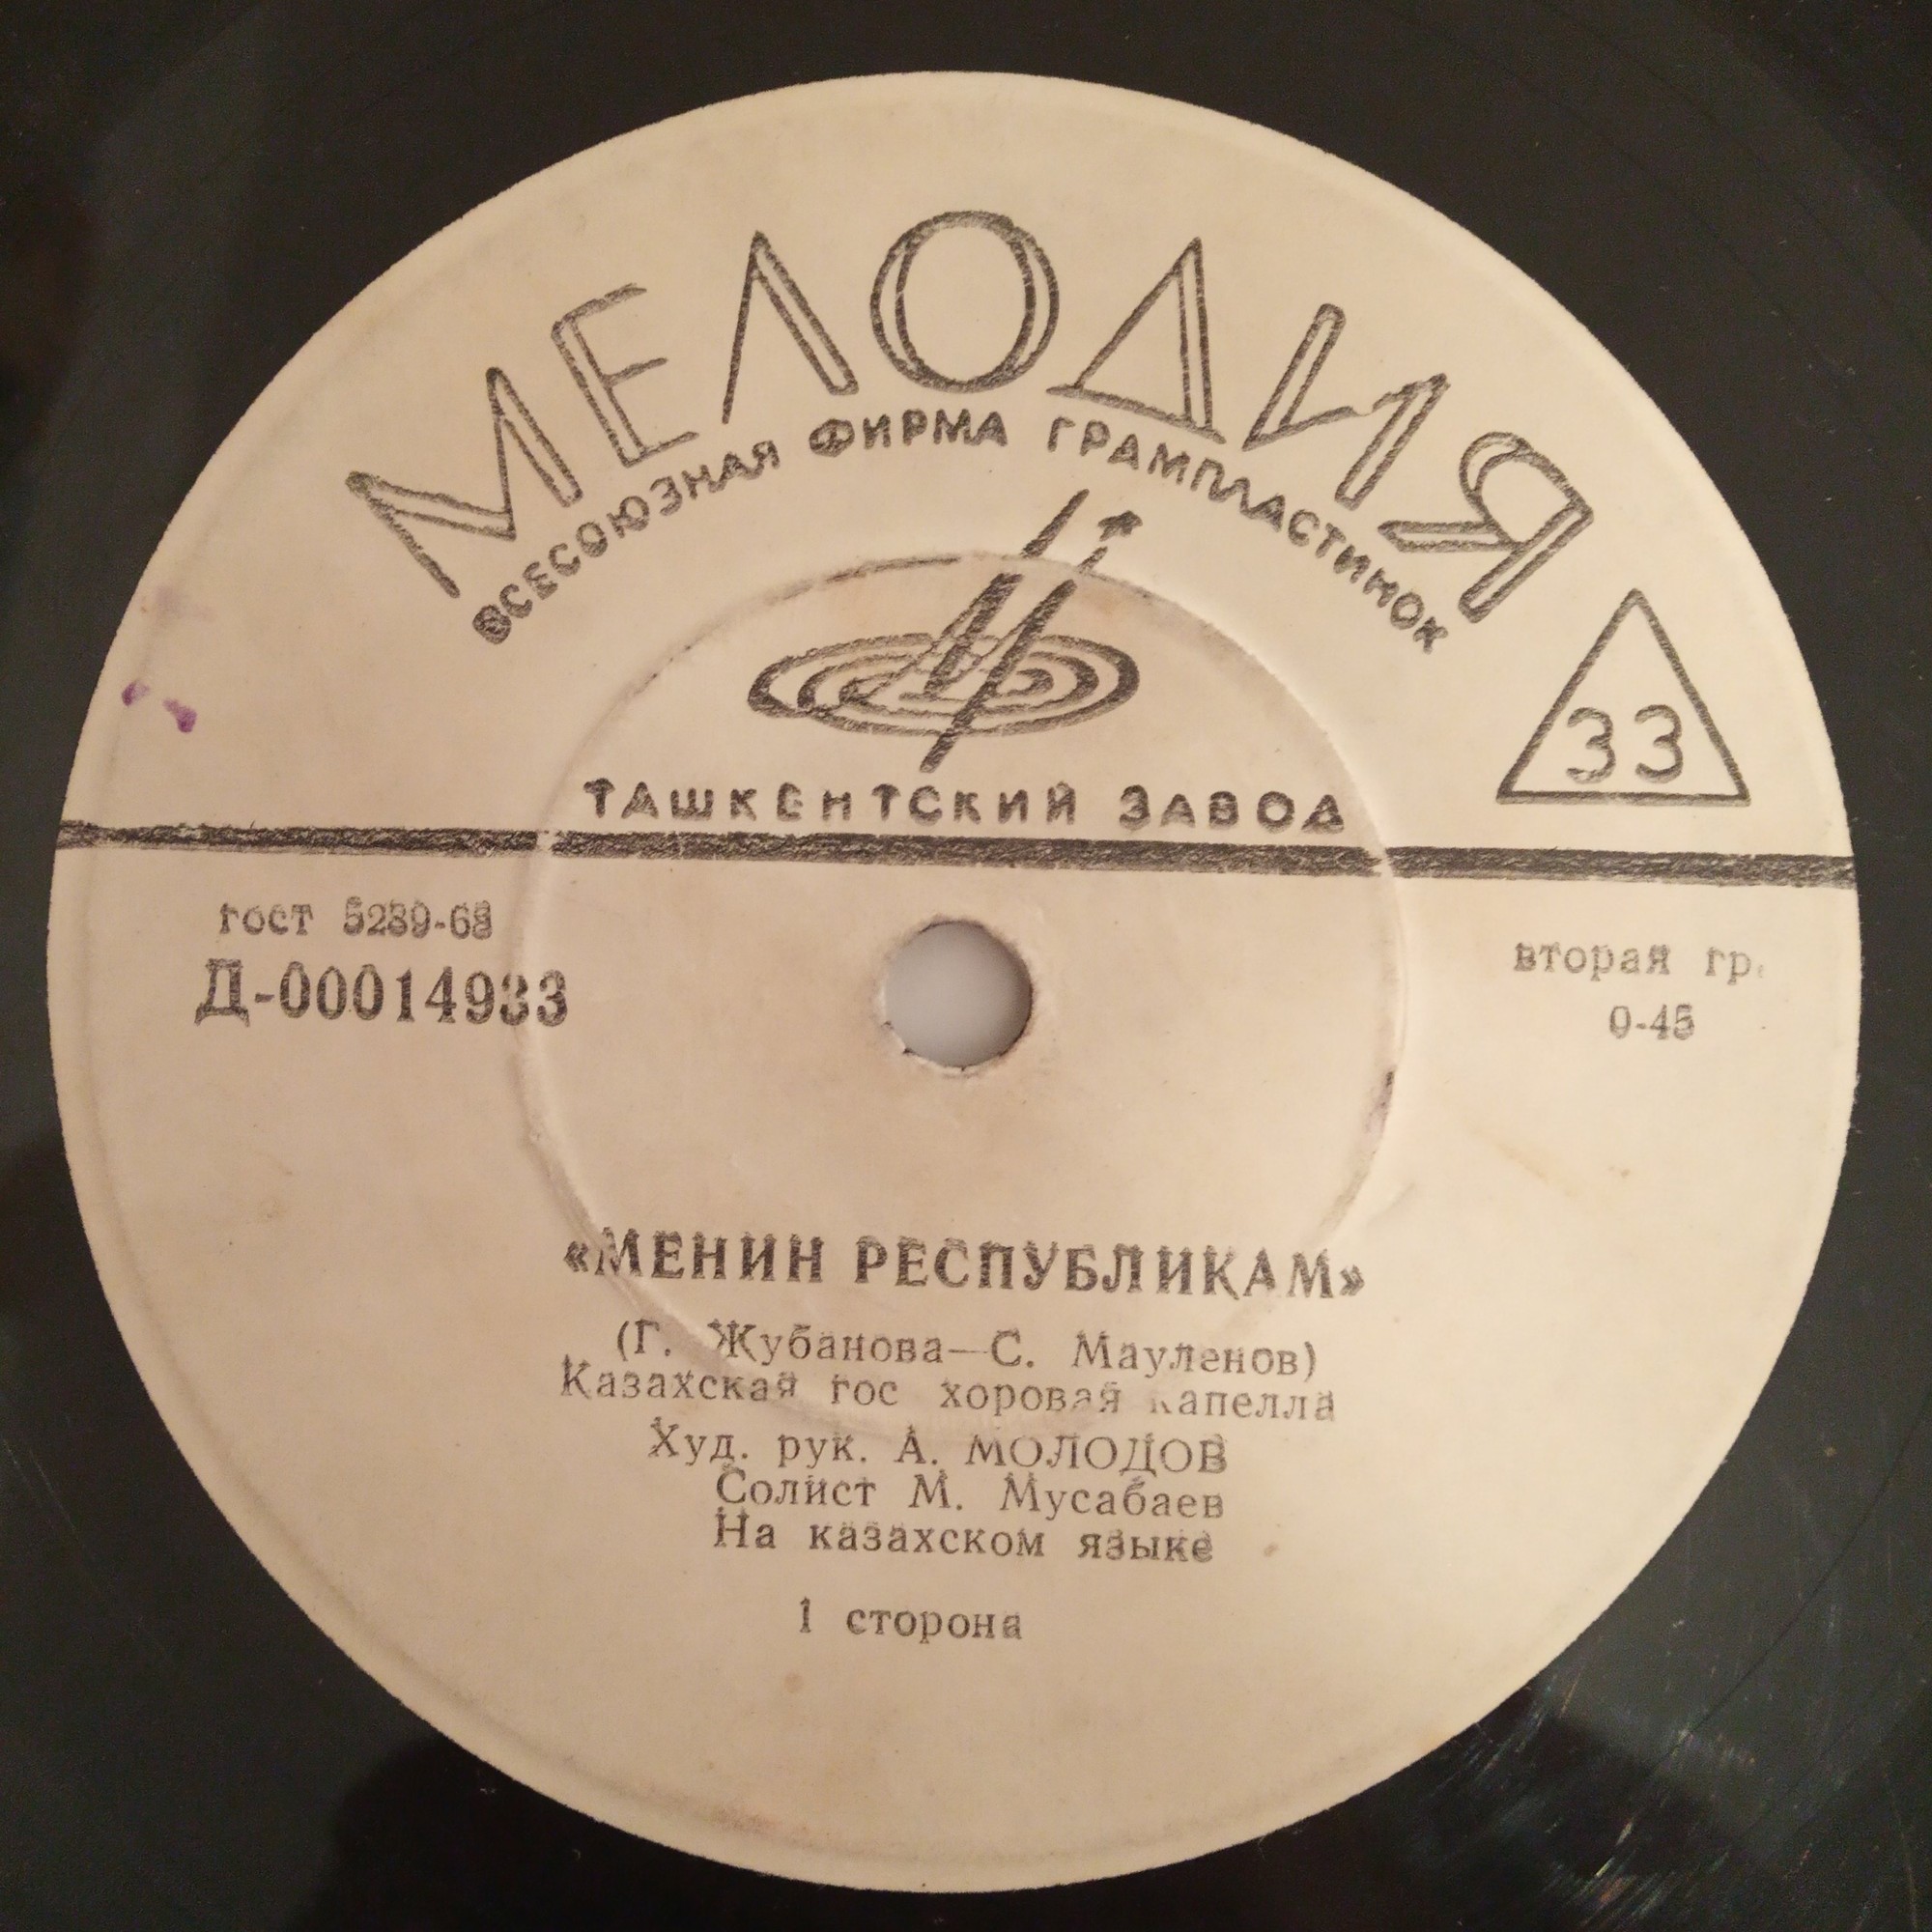 МЕЛОДИЯ
ВСЕСОЮЗНАЯ ФИРМА ГРАМПЛАСТИНОК
ТАШКЕНТСКИЙ ЗАВОД
33
гост 5289-68
Д-00014933
вторая гр.
0-45
«МЕНИН РЕСПУБЛИКАМ»
(Г. Жубанова—С. Мауленов)
Казахская гос хоровая капелла
Худ. рук. А. МОЛОДОВ
Солист М. Мусабаев
На казахском языке
1 сторона